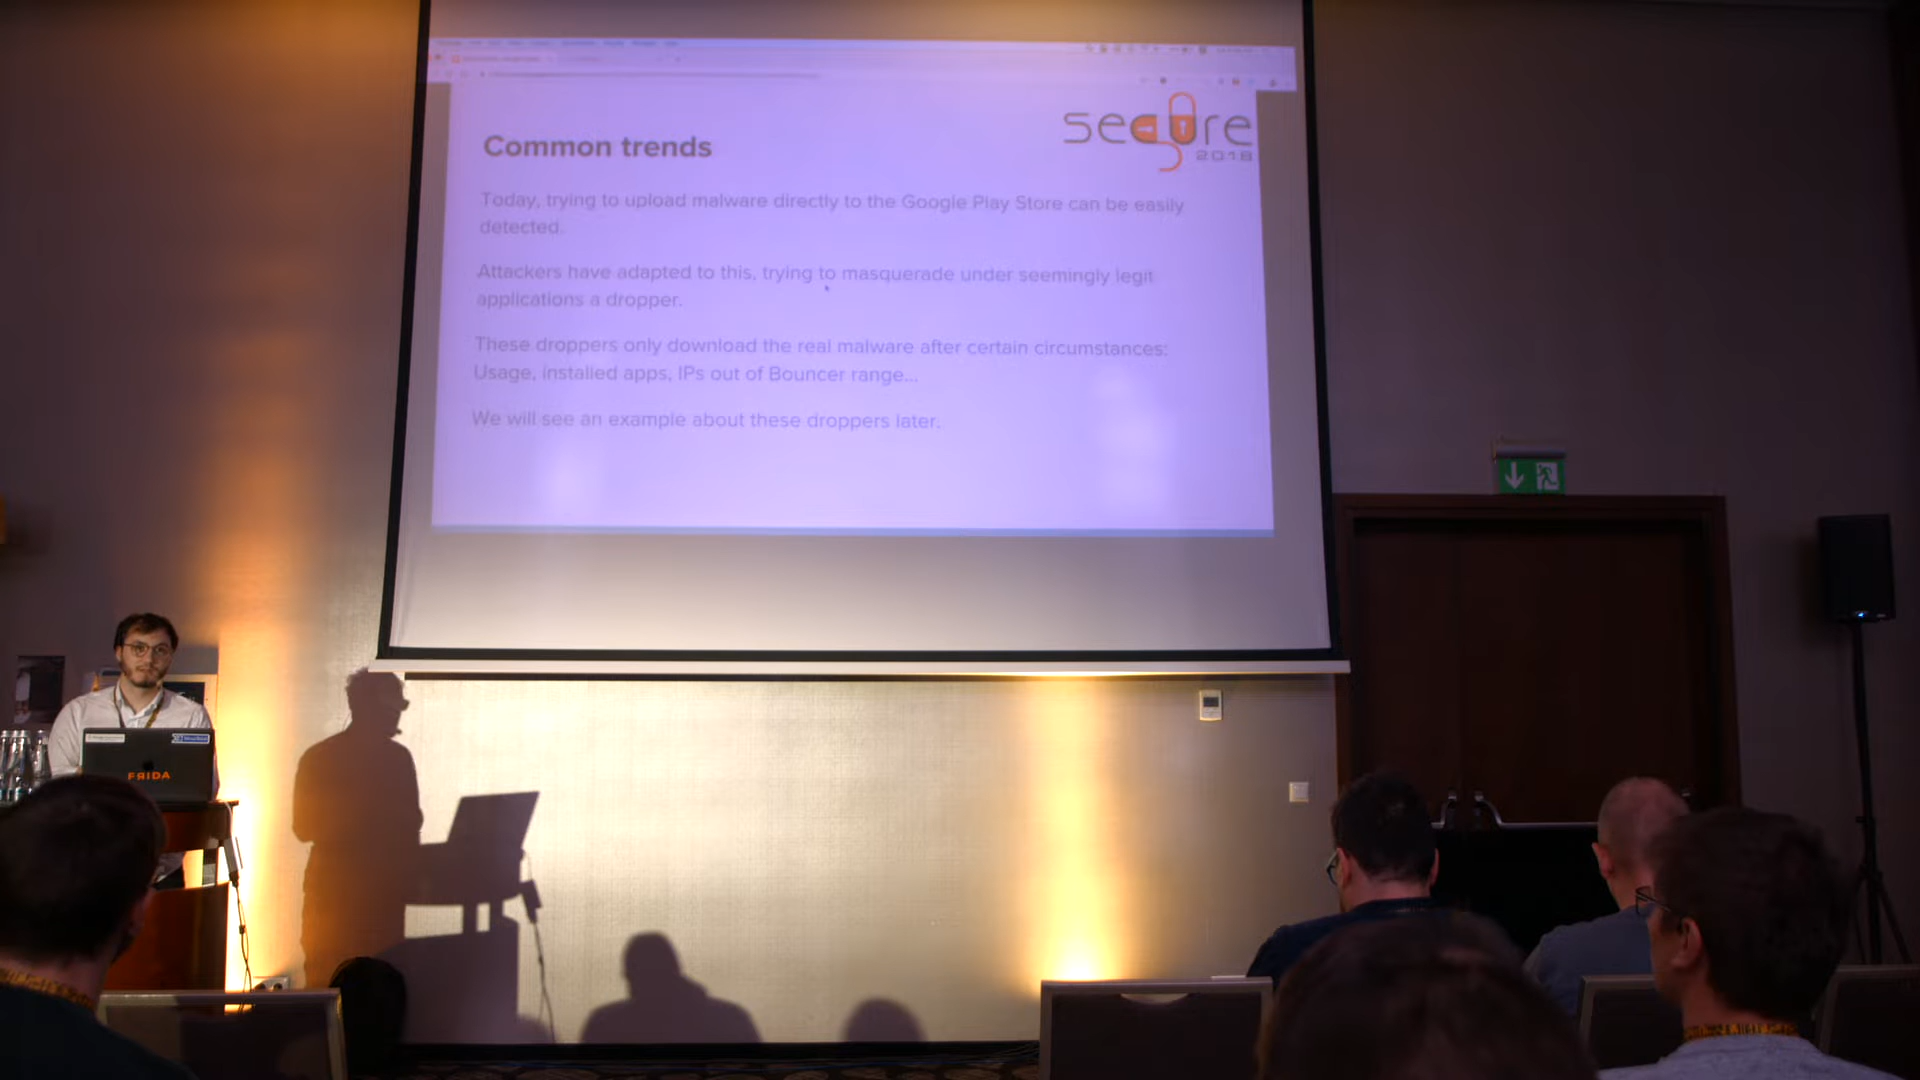 secure
2018
Common trends
Today, trying to upload malware directly to the Google Play Store can be easily
detected.
Attackers have adapted to this, trying to masquerade under seemingly legit
applications a dropper.
These droppers only download the real malware after certain circumstances:
Usage, installed apps, IPs out of Bouncer range...
We will see an example about these droppers later.
FRIDA